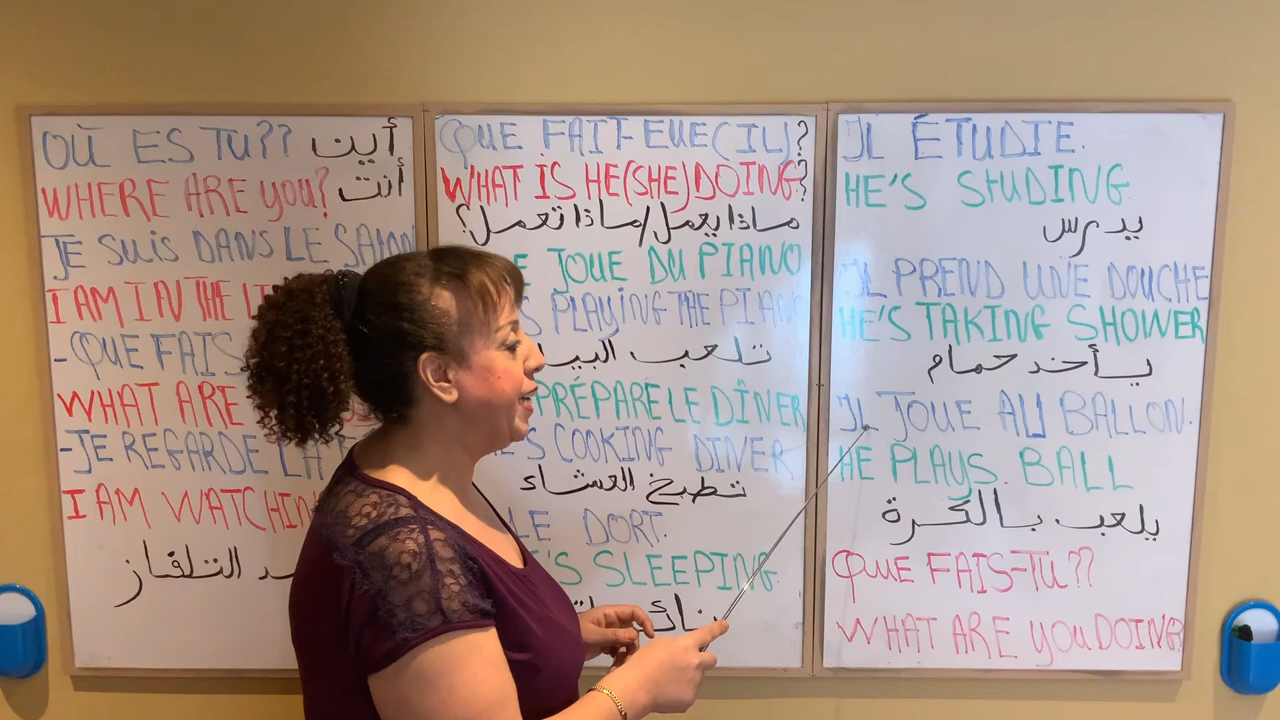 OÙ ES TU?? أين
WHERE ARE YOU? أنت
JE SUIS DANS LE SALON
I AM IN THE
-QUE FAIS
WHAT ARE
-JE REGARDE LA
I AM WATCHING
التلفاز
QUE FAIT-ELLE(IL)?
WHAT IS HE(SHE)DOING?
ماذا يعمل/ماذا تعمل؟
JOUE DU PIANO
PLAYING THE PIANO
تلعب
PRÉPARE LE DÎNER
COOKING DINER
تطبخ العشاء
DORT.
SLEEPING
IL ÉTUDIE.
HE'S STUDING
يدرس
IL PREND UNE DOUCHE
HE'S TAKING SHOWER
يأخد حمام
IL JOUE AU BALLON.
HE PLAYS BALL
يلعب بالكرة
QUE FAIS-TU??
WHAT ARE YOU DOING?